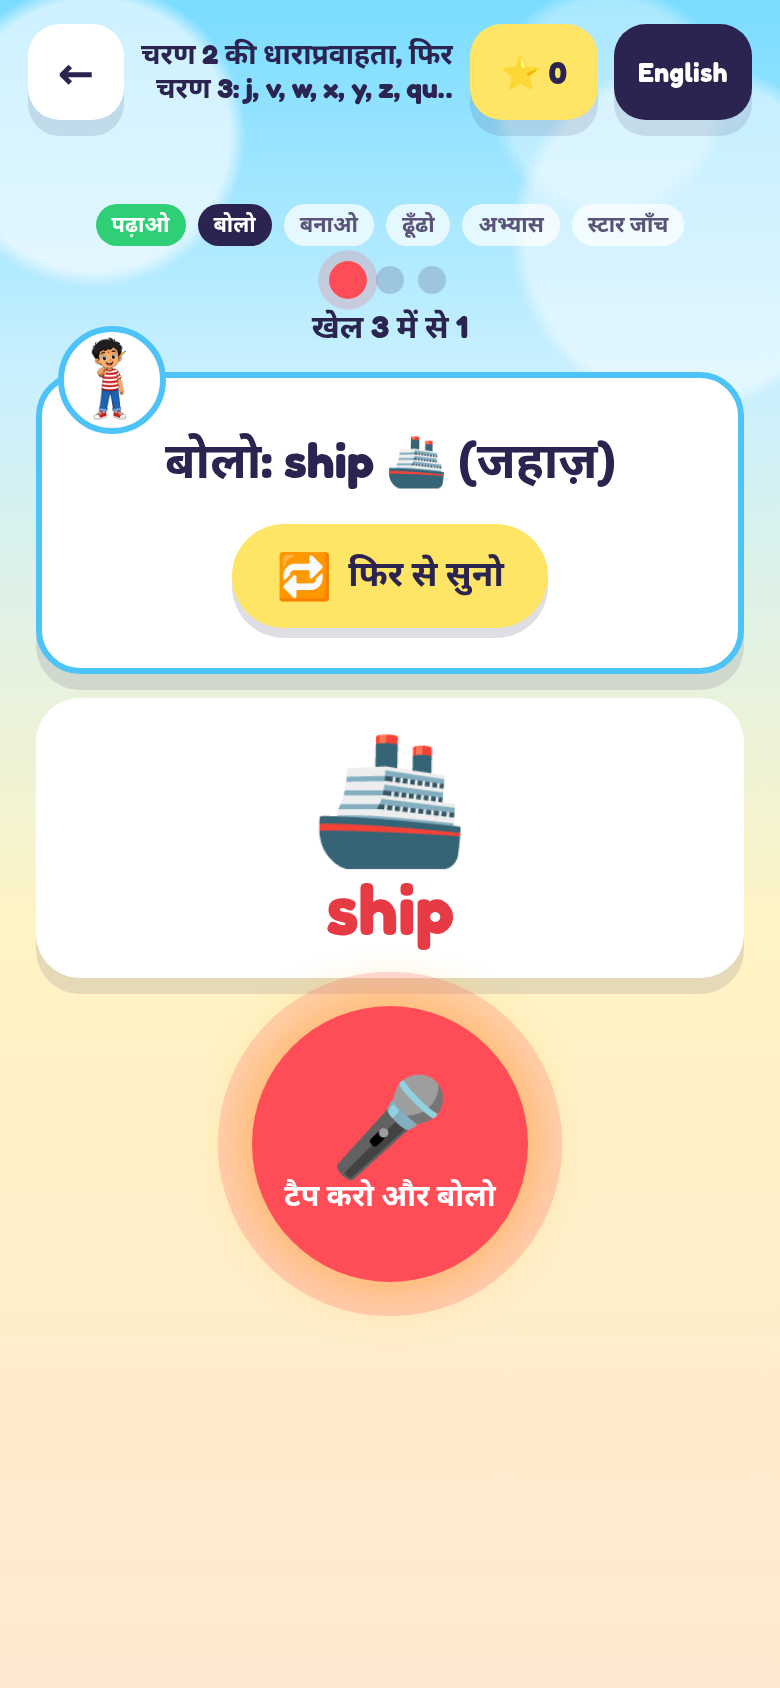 ←
चरण 2 की धाराप्रवाहता, फिर
चरण 3: j, v, w, x, y, z, qu..
⭐ 0
English
पढ़ाओ
बोलो
बनाओ
ढूँढो
अभ्यास
स्टार जाँच
खेल 3 में से 1
बोलो: ship 🚢 (जहाज़)
🔁 फिर से सुनो
ship
टैप करो और बोलो